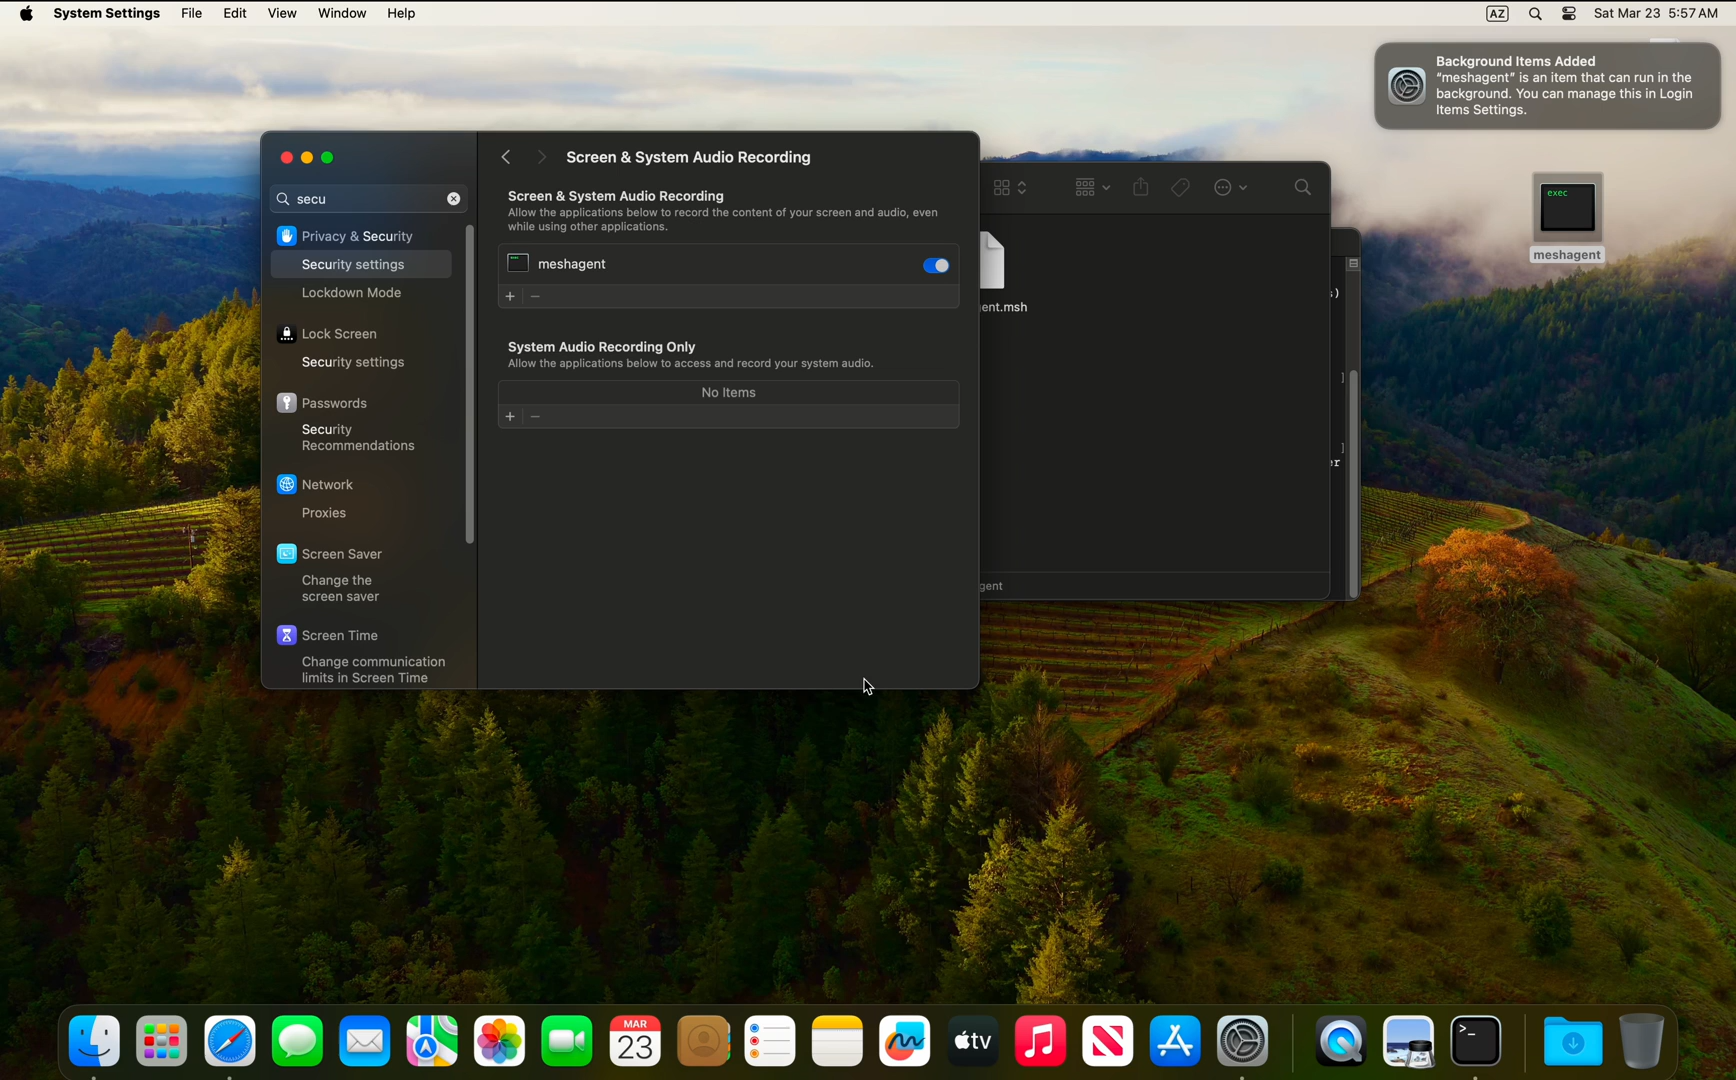 System Settings File Edit View Window Help
AZ Sat Mar 23 5:57 AM
Background Items Added
"meshagent" is an item that can run in the
background. You can manage this in Login
Items Settings.
exec
meshagent
secu
Privacy & Security
Security settings
Lockdown Mode
Lock Screen
Security settings
Passwords
Security
Recommendations
Network
Proxies
Screen Saver
Change the
screen saver
Screen Time
Change communication
limits in Screen Time
Screen & System Audio Recording
Screen & System Audio Recording
Allow the applications below to record the content of your screen and audio, even
while using other applications.
meshagent
+ −
System Audio Recording Only
Allow the applications below to access and record your system audio.
No Items
+ −
ent.msh
gent
MAR
23
tv
>_